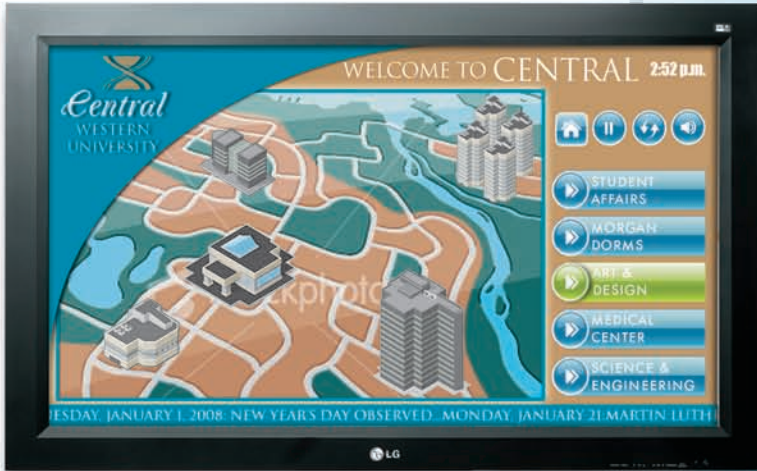 WELCOME TO CENTRAL 2:52 p.m.
Central
WESTERN
UNIVERSITY
STUDENT
AFFAIRS
MORGAN
DORMS
ART &
DESIGN
MEDICAL
CENTER
SCIENCE &
ENGINEERING
ckphoto
ESDAY, JANUARY 1, 2008: NEW YEAR'S DAY OBSERVED...MONDAY, JANUARY 21:MARTIN LUTH
LG